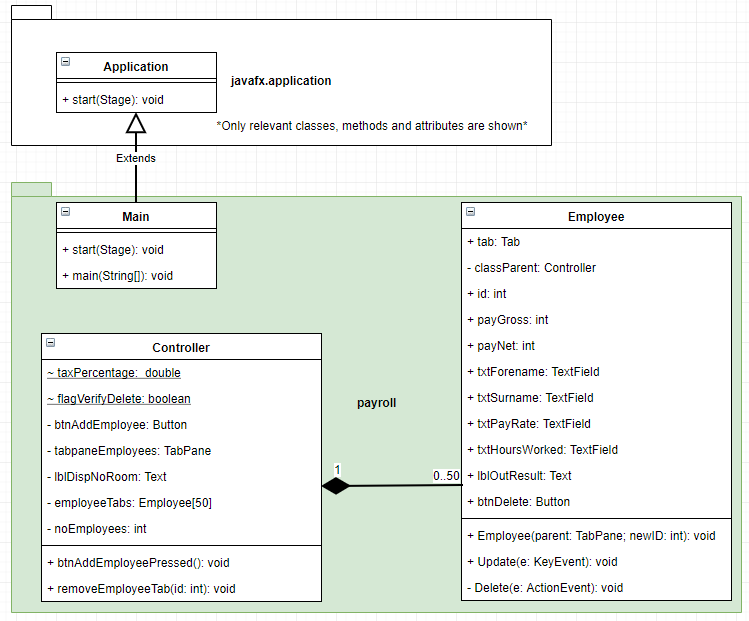 Application
+ start(Stage): void
javafx.application
*Only relevant classes, methods and attributes are shown*
Extends
Main
+ start(Stage): void
+ main(String[]): void
Controller
~ taxPercentage:  double
~ flagVerifyDelete: boolean
- btnAddEmployee: Button
- tabpaneEmployees: TabPane
- lblDispNoRoom: Text
- employeeTabs: Employee[50]
- noEmployees: int
+ btnAddEmployeePressed(): void
+ removeEmployeeTab(id: int): void
payroll
1
0..50
Employee
+ tab: Tab
- classParent: Controller
+ id: int
+ payGross: int
+ payNet: int
+ txtForename: TextField
+ txtSurname: TextField
+ txtPayRate: TextField
+ txtHoursWorked: TextField
+ lblOutResult: Text
+ btnDelete: Button
+ Employee(parent: TabPane; newID: int): void
+ Update(e: KeyEvent): void
- Delete(e: ActionEvent): void